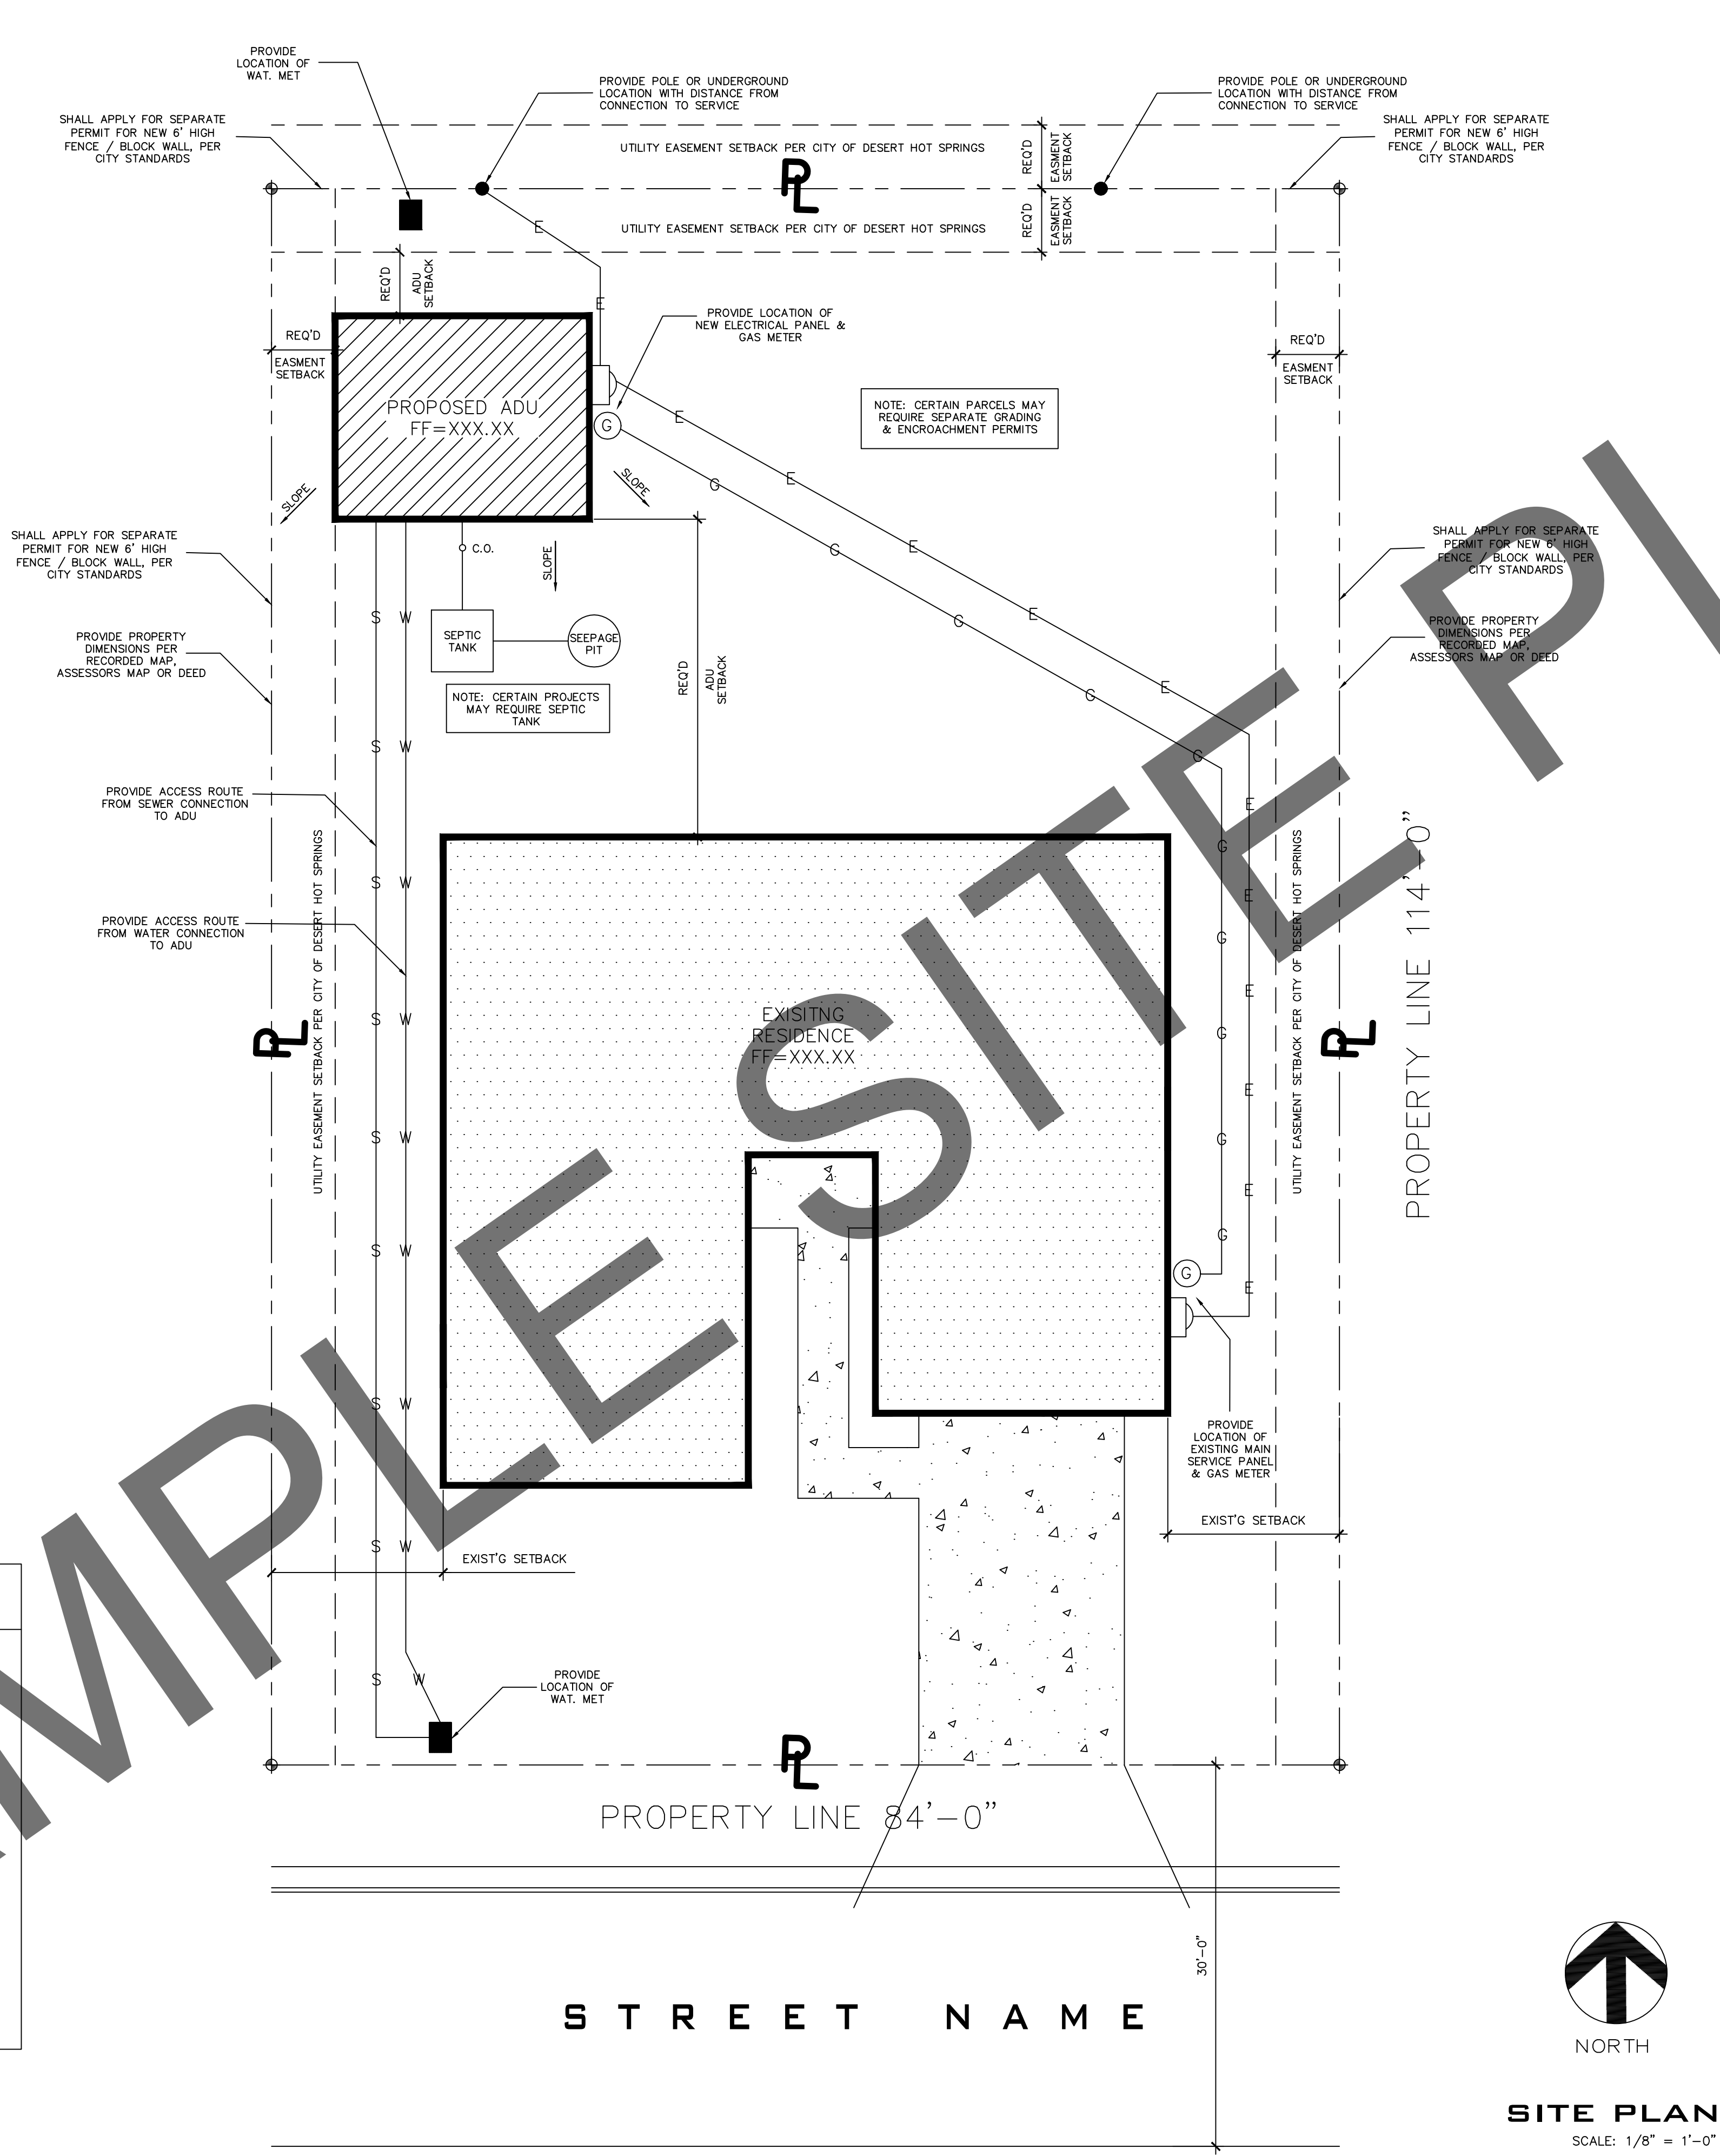 PROVIDE
LOCATION OF
WAT. MET
PROVIDE POLE OR UNDERGROUND
LOCATION WITH DISTANCE FROM
CONNECTION TO SERVICE
PROVIDE POLE OR UNDERGROUND
LOCATION WITH DISTANCE FROM
CONNECTION TO SERVICE
SHALL APPLY FOR SEPARATE
PERMIT FOR NEW 6' HIGH
FENCE / BLOCK WALL, PER
CITY STANDARDS
SHALL APPLY FOR SEPARATE
PERMIT FOR NEW 6' HIGH
FENCE / BLOCK WALL, PER
CITY STANDARDS
UTILITY EASEMENT SETBACK PER CITY OF DESERT HOT SPRINGS
REQ'D
EASMENT
SETBACK
PL
UTILITY EASEMENT SETBACK PER CITY OF DESERT HOT SPRINGS
REQ'D
EASMENT
SETBACK
E
REQ'D
ADU
SETBACK
E
PROVIDE LOCATION OF
NEW ELECTRICAL PANEL &
GAS METER
REQ'D
EASMENT
SETBACK
REQ'D
EASMENT
SETBACK
PROPOSED ADU
FF=XXX.XX
G
NOTE: CERTAIN PARCELS MAY
REQUIRE SEPARATE GRADING
& ENCROACHMENT PERMITS
E
E
G
SLOPE
SLOPE
SHALL APPLY FOR SEPARATE
PERMIT FOR NEW 6' HIGH
FENCE / BLOCK WALL, PER
CITY STANDARDS
SHALL APPLY FOR SEPARATE
PERMIT FOR NEW 6' HIGH
FENCE / BLOCK WALL, PER
CITY STANDARDS
C.O.
SLOPE
G
E
S W
SEPTIC
TANK
SEEPAGE
PIT
G
E
PROVIDE PROPERTY
DIMENSIONS PER
RECORDED MAP,
ASSESSORS MAP OR DEED
PROVIDE PROPERTY
DIMENSIONS PER
RECORDED MAP,
ASSESSORS MAP OR DEED
REQ'D
ADU
SETBACK
NOTE: CERTAIN PROJECTS
MAY REQUIRE SEPTIC
TANK
G
E
S W
G
PROVIDE ACCESS ROUTE
FROM SEWER CONNECTION
TO ADU
E
G
S W
E
PROVIDE ACCESS ROUTE
FROM WATER CONNECTION
TO ADU
G
UTILITY EASEMENT SETBACK PER CITY OF DESERT HOT SPRINGS
UTILITY EASEMENT SETBACK PER CITY OF DESERT HOT SPRINGS
PROPERTY LINE 114'-0"
E
EXISITNG
RESIDENCE
FF=XXX.XX
S W
G
PL
PL
E
S W
G
E
S W
G
G
E
S W
PROVIDE
LOCATION OF
EXISTING MAIN
SERVICE PANEL
& GAS METER
EXIST'G SETBACK
S W
EXIST'G SETBACK
S W
PROVIDE
LOCATION OF
WAT. MET
PL
PROPERTY LINE 84'-0"
30'-0"
STREET NAME
NORTH
SITE PLAN
SCALE: 1/8" = 1'-0"
MPLE SITE PL